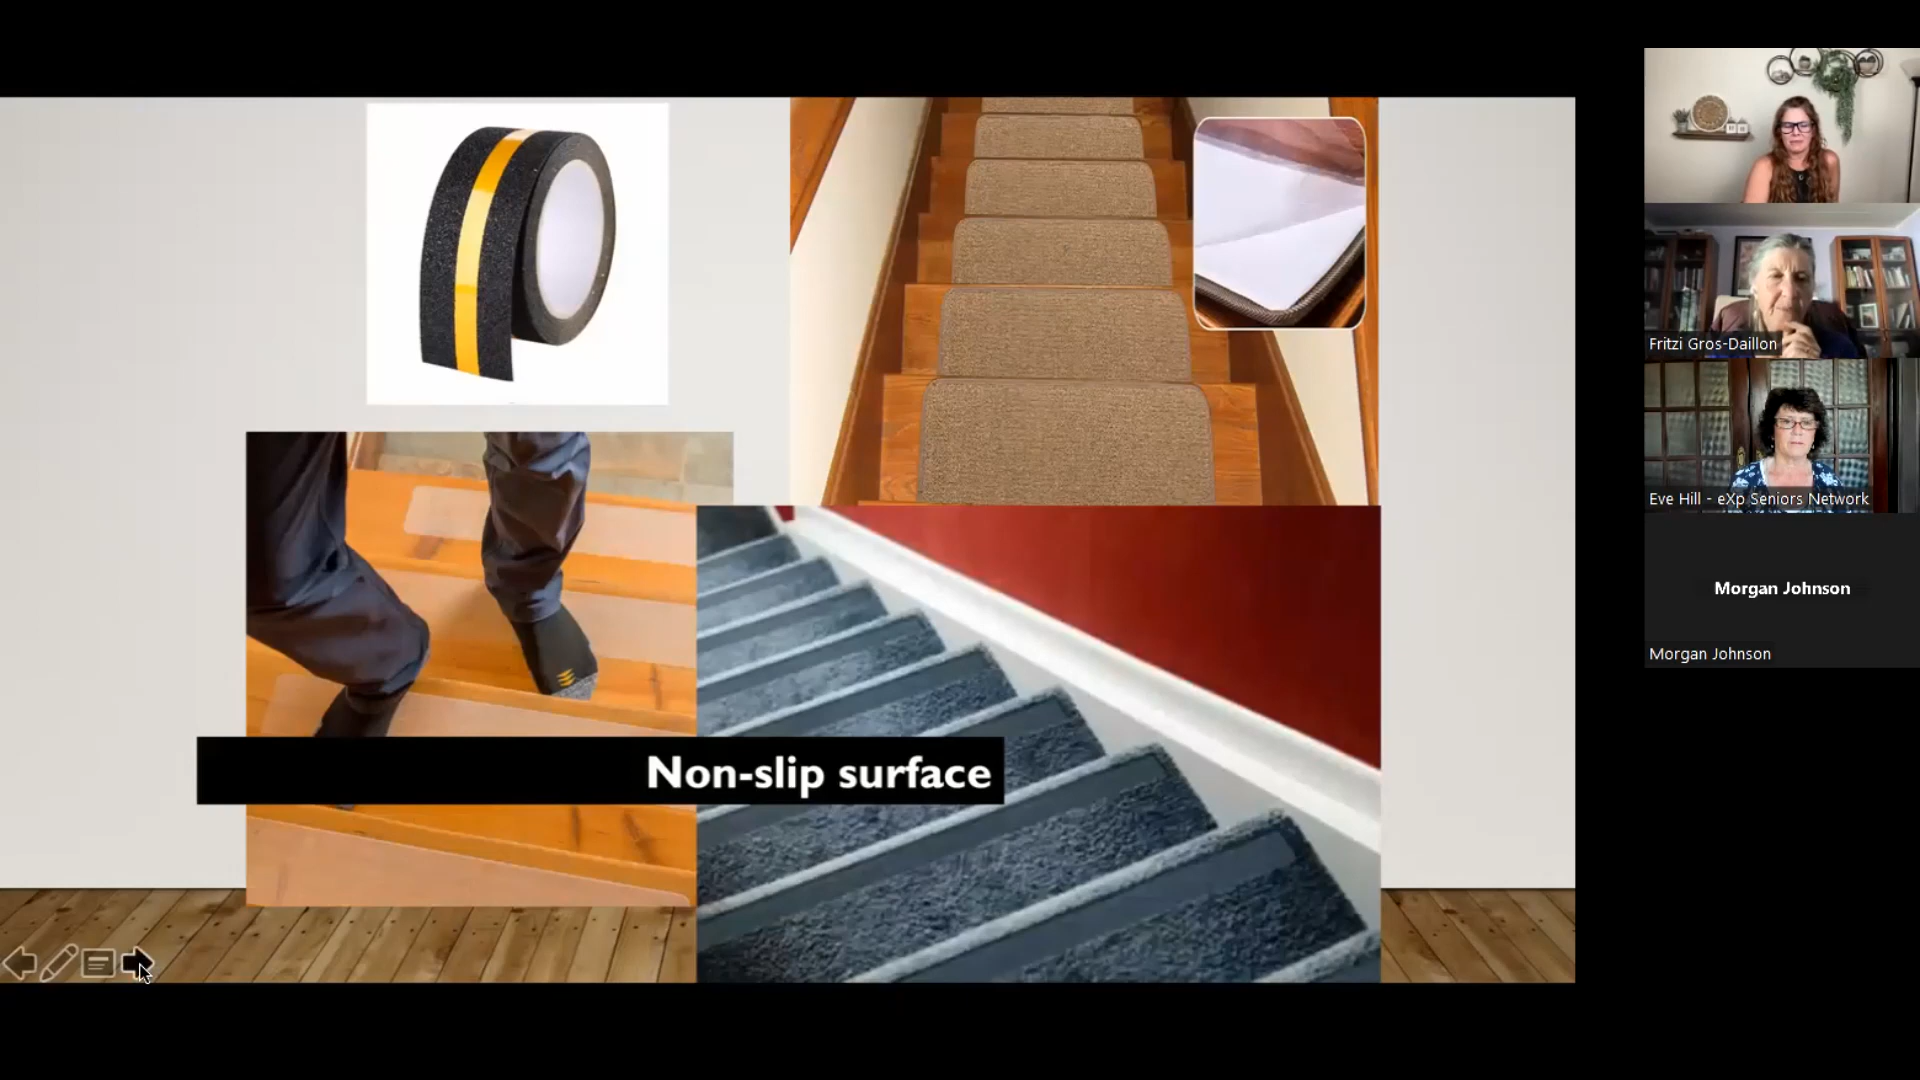 Non-slip surface
Fritzi Gros-Daillon
Eve Hill - eXp Seniors Network
Morgan Johnson
Morgan Johnson